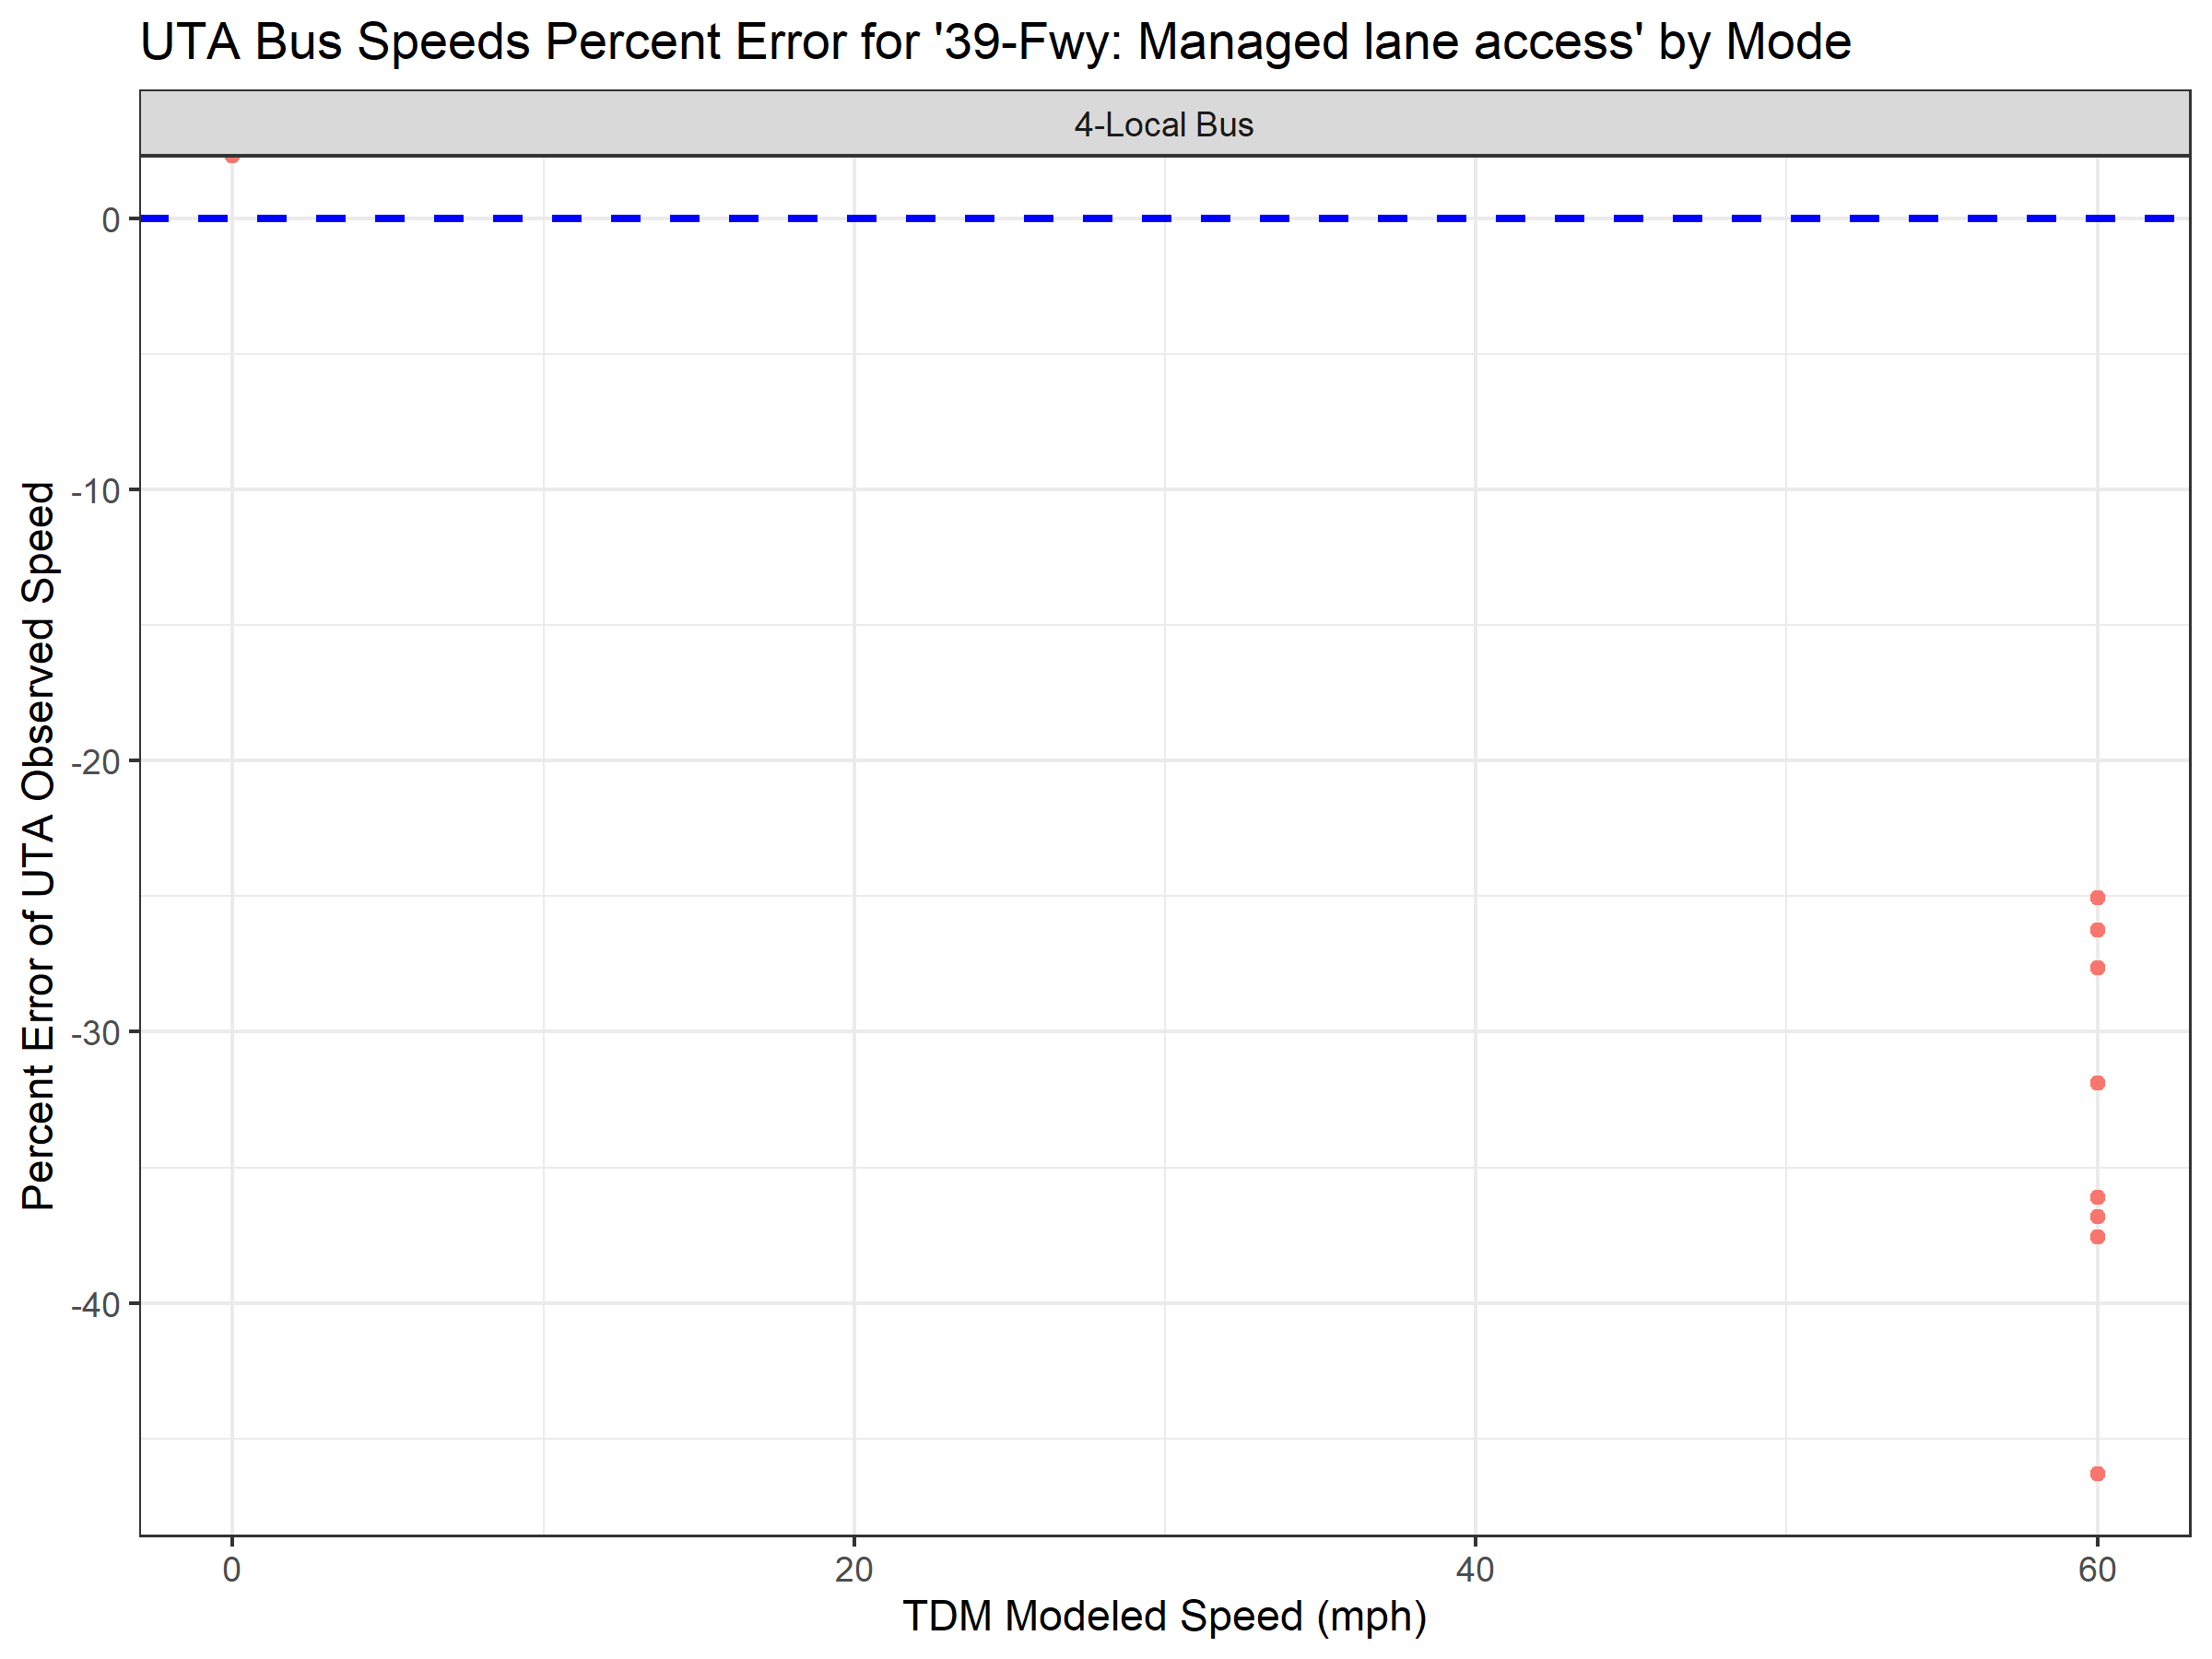 UTA Bus Speeds Percent Error for '39-Fwy: Managed lane access' by Mode
4-Local Bus
Percent Error of UTA Observed Speed
0
-10
-20
-30
-40
0 20 40 60
TDM Modeled Speed (mph)